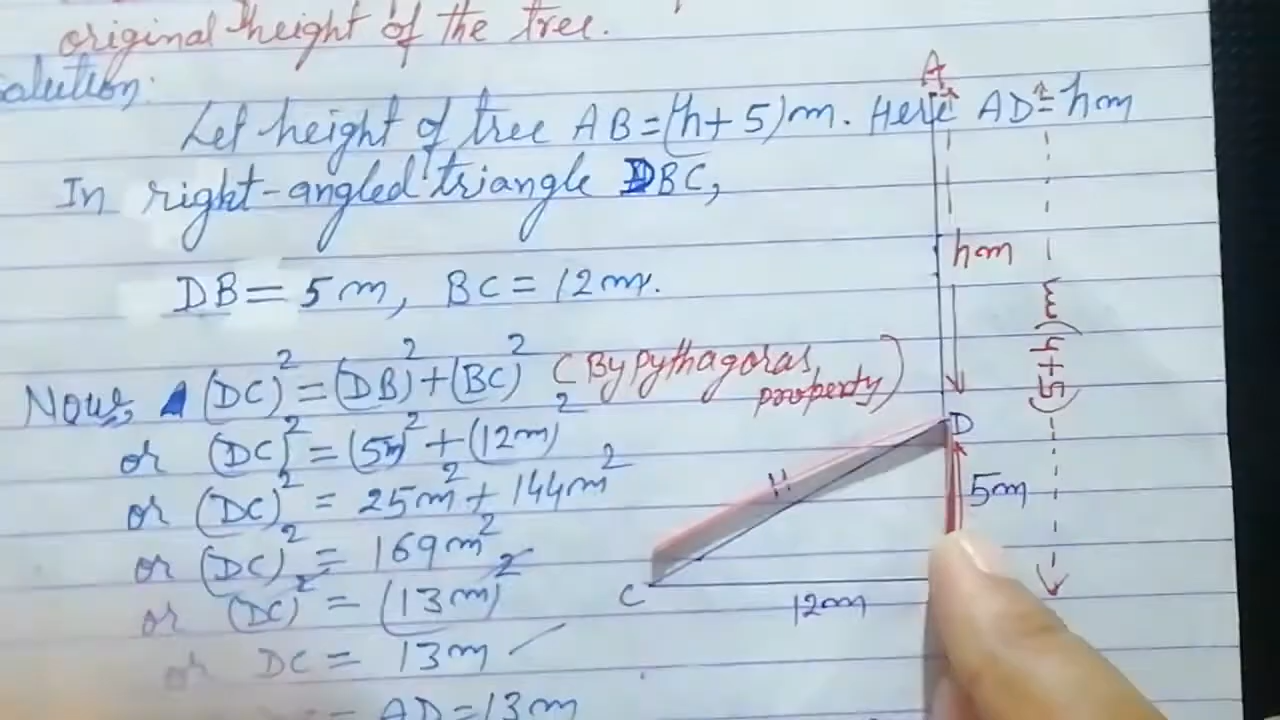 original height of the tree.
Solution:
Let height of tree AB=(h+5)m. Here AD=hm
In right-angled triangle DBC,
DB = 5m, BC = 12m.
Now, (DC)² = (DB)² + (BC)² (By pythagoras property)
or (DC)² = (5m)² + (12m)²
or (DC)² = 25m² + 144m²
or (DC)² = 169m²
or (DC)² = (13m)²
or DC = 13m
= AD=13m
A
hm
(h+5)m
D
5m
H
C
12m